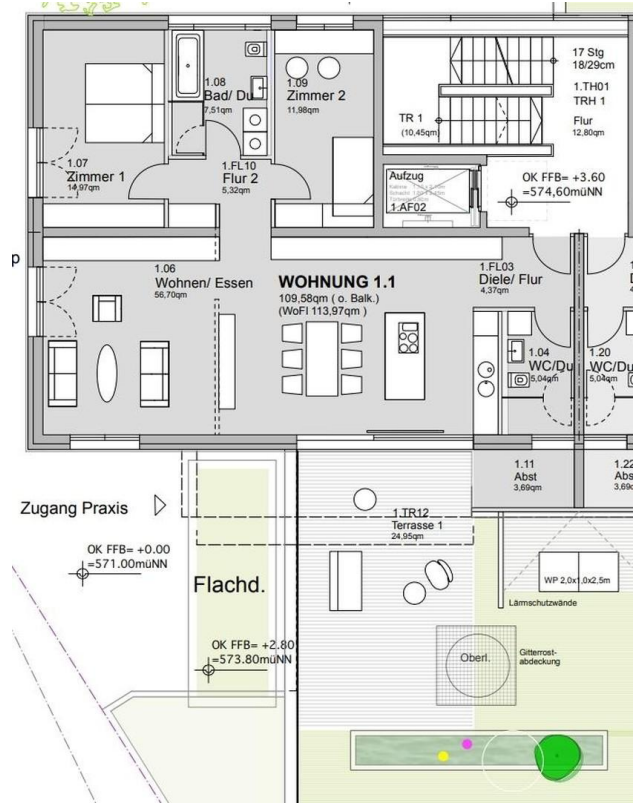 17 Stg
18/29cm
1.TH01
TRH 1
Flur
12,80qm
TR 1
(10,45qm)
1.08
Bad/ Du
7,51qm
1.09
Zimmer 2
11,98qm
1.07
Zimmer 1
14,97qm
1.FL10
Flur 2
5,32qm
Aufzug
1.AF02
OK FFB= +3.60
=574,60müNN
p
1.06
Wohnen/ Essen
56,70qm
WOHNUNG 1.1
109,58qm ( o. Balk.)
(WoFl 113,97qm )
1.FL03
Diele/ Flur
4,37qm
1.04
WC/Du
5,04qm
1.20
WC/Du
5,04qm
1.11
Abst
3,69qm
1.22
Abs
3,69
Zugang Praxis
1.TR12
Terrasse 1
24,95qm
OK FFB= +0.00
=571.00müNN
Flachd.
WP 2,0x1,0x2,5m
Lärmschutzwände
OK FFB= +2.80
=573.80müNN
Oberl.
Gitterrost-
abdeckung